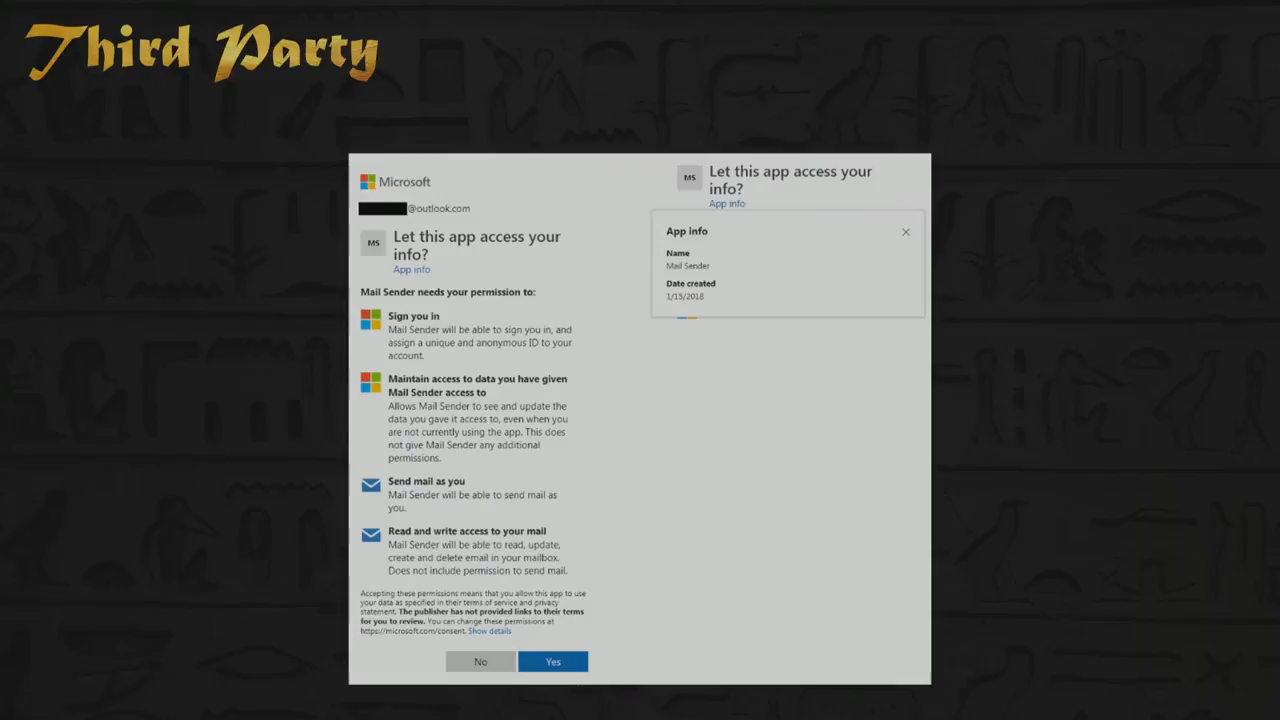 Third Party
Microsoft
@outlook.com
MS
Let this app access your
info?
App info
Mail Sender needs your permission to:
Sign you in
Mail Sender will be able to sign you in, and
assign a unique and anonymous ID to your
account.
Maintain access to data you have given
Mail Sender access to
Allows Mail Sender to see and update the
data you gave it access to, even when you
are not currently using the app. This does
not give Mail Sender any additional
permissions.
Send mail as you
Mail Sender will be able to send mail as
you.
Read and write access to your mail
Mail Sender will be able to read, update,
create and delete email in your mailbox.
Does not include permission to send mail.
Accepting these permissions means that you allow this app to use
your data as specified in their terms of service and privacy
statement. The publisher has not provided links to their terms
for you to review. You can change these permissions at
https://microsoft.com/consent. Show details
No
Yes
MS
Let this app access your
info?
App info
App info
Name
Mail Sender
Date created
1/15/2018